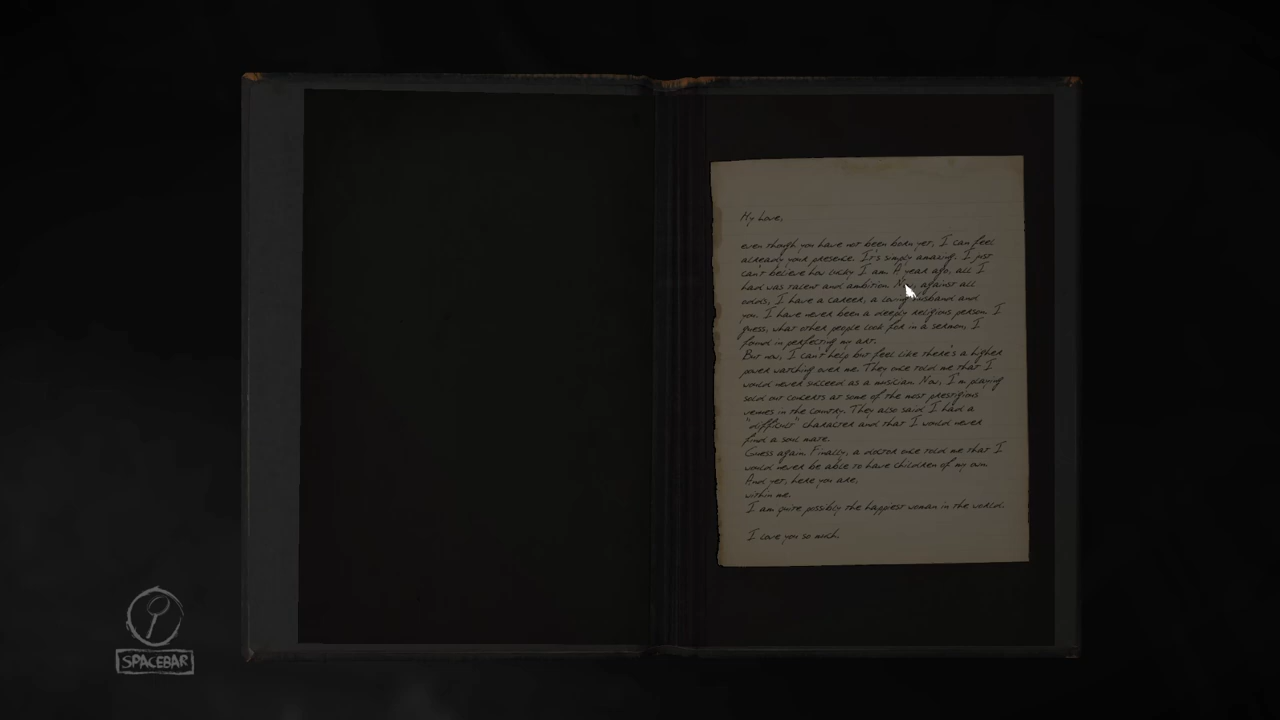 My Love,
even though you have not been born yet, I can feel
already your presence. It's simply amazing. I just
can't believe how lucky I am. A year ago, all I
had was talent and ambition. Now, against all
odds, I have a career, a loving husband and
you. I have never been a deeply religious person. I
guess, what other people look for in a sermon, I
found in perfecting my art.
But now, I can't help but feel like there's a higher
power watching over me. They once told me that I
would never succeed as a musician. Now, I'm playing
sold out concerts at some of the most prestigious
venues in the country. They also said I had a
"difficult" character and that I would never
find a soul mate.
Guess again. Finally, a doctor once told me that I
would never be able to have children of my own.
And yet, here you are,
within me.
I am quite possibly the happiest woman in the world.
I love you so much.
SPACEBAR